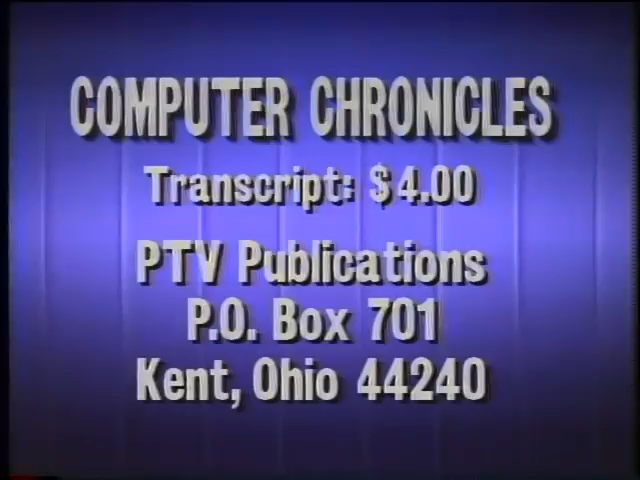 COMPUTER CHRONICLES
Transcript: $4.00
PTV Publications
P.O. Box 701
Kent, Ohio 44240